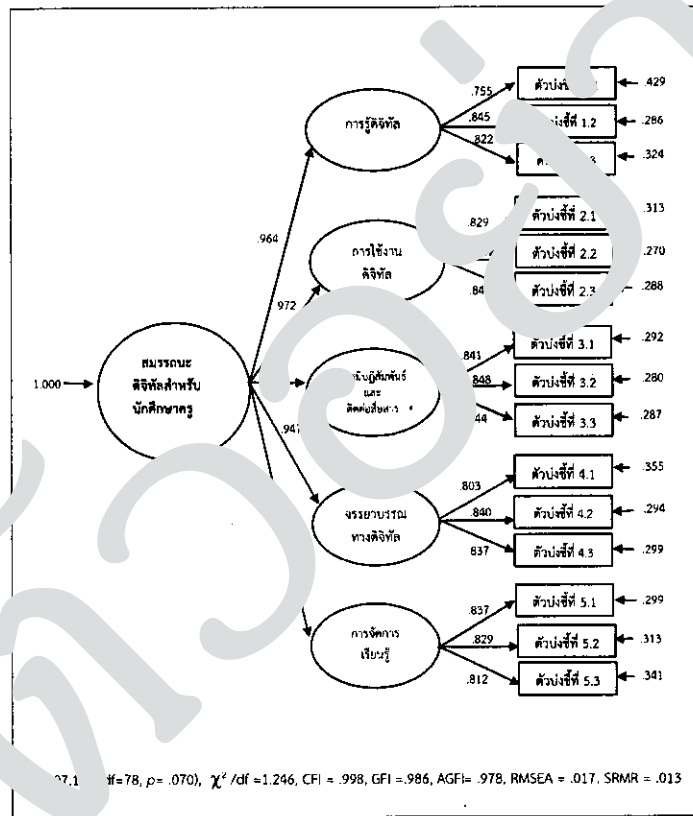 .755
.845
.822
การรู้ดิจิทัล
ตัวบ่งชี้
.429
1.2
.286
.324
.964
การใช้งาน
ดิจิทัล
.829
ตัวบ่งชี้ที่ 2.1
.313
2.2
.270
ตัวบ่งชี้ที่ 2.3
.288
972
1.000
สมรรถนะ
ดิจิทัลสำหรับ
นักศึกษาครู
และ
ติดต่อสื่อสาร
.841
.848
ตัวบ่งชี้ที่ 3.1
.292
ตัวบ่งชี้ที่ 3.2
.280
ตัวบ่งชี้ที่ 3.3
.287
จรรยาบรรณ
ทางดิจิทัล
.803
.840
837
ตัวบ่งชี้ที่ 4.1
.355
ตัวบ่งชี้ที่ 4.2
.294
ตัวบ่งชี้ที่ 4.3
.299
การจัดการ
เรียนรู้
.837
.829
.812
ตัวบ่งชี้ที่ 5.1
.299
ตัวบ่งชี้ที่ 5.2
.313
ตัวบ่งชี้ที่ 5.3
.341
df=78, p= .070), χ² /df =1.246, CFI = .998, GFI =.986, AGFI= .978, RMSEA = .017, SRMR = .013